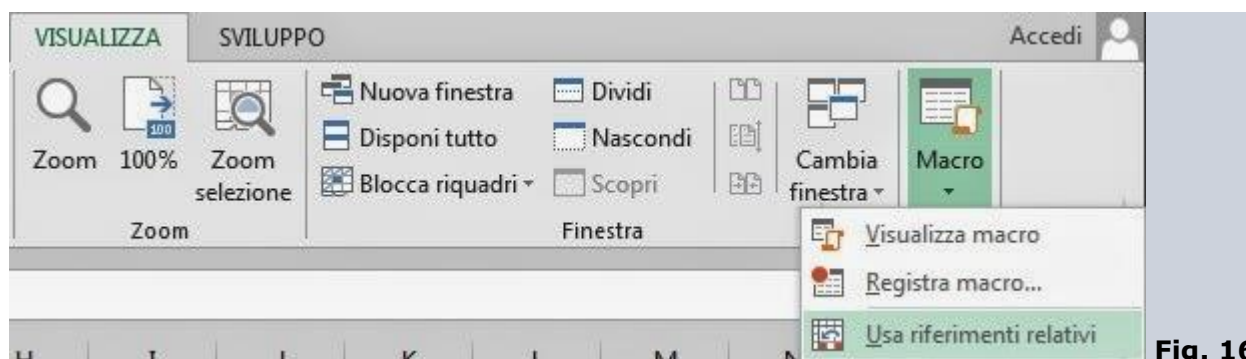 VISUALIZZA SVILUPPO Accedi
Nuova finestra Dividi
Disponi tutto Nascondi
Zoom 100% Zoom selezione Blocca riquadri Scopri Cambia finestra Macro
100
Zoom Finestra
Visualizza macro
Registra macro...
Usa riferimenti relativi
H I J K L M N
Fig. 16